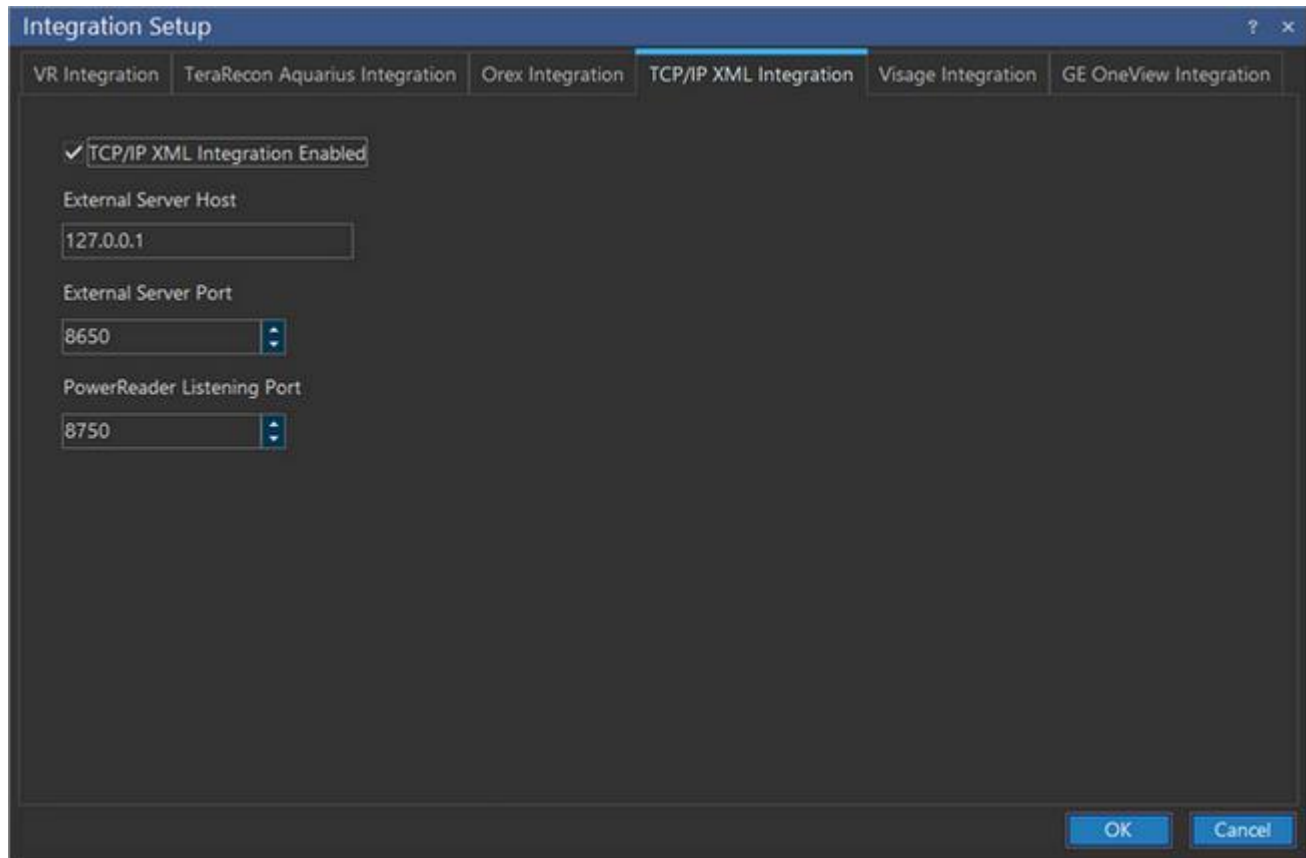 Integration Setup ? ×
VR Integration TeraRecon Aquarius Integration Orex Integration TCP/IP XML Integration Visage Integration GE OneView Integration
TCP/IP XML Integration Enabled
External Server Host
127.0.0.1
External Server Port
8650
PowerReader Listening Port
8750
OK Cancel